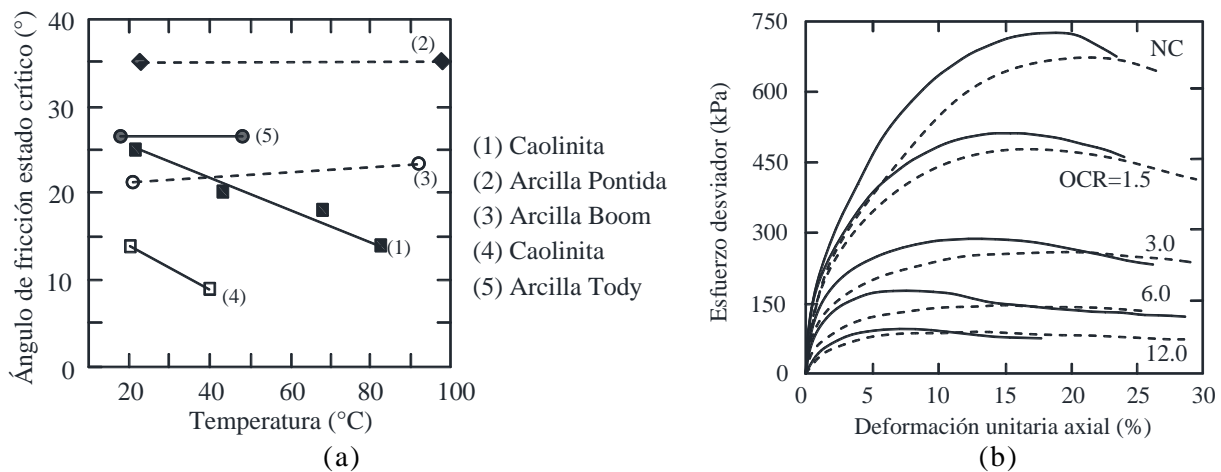 Ángulo de fricción estado crítico (°)
40
30
20
10
0
(2)
(5)
(3)
(1)
(4)
20 40 60 80 100
Temperatura (°C)
(a)
(1) Caolinita
(2) Arcilla Pontida
(3) Arcilla Boom
(4) Caolinita
(5) Arcilla Tody
Esfuerzo desviador (kPa)
750
600
450
300
150
0
NC
OCR=1.5
3.0
6.0
12.0
0 5 10 15 20 25 30
Deformación unitaria axial (%)
(b)